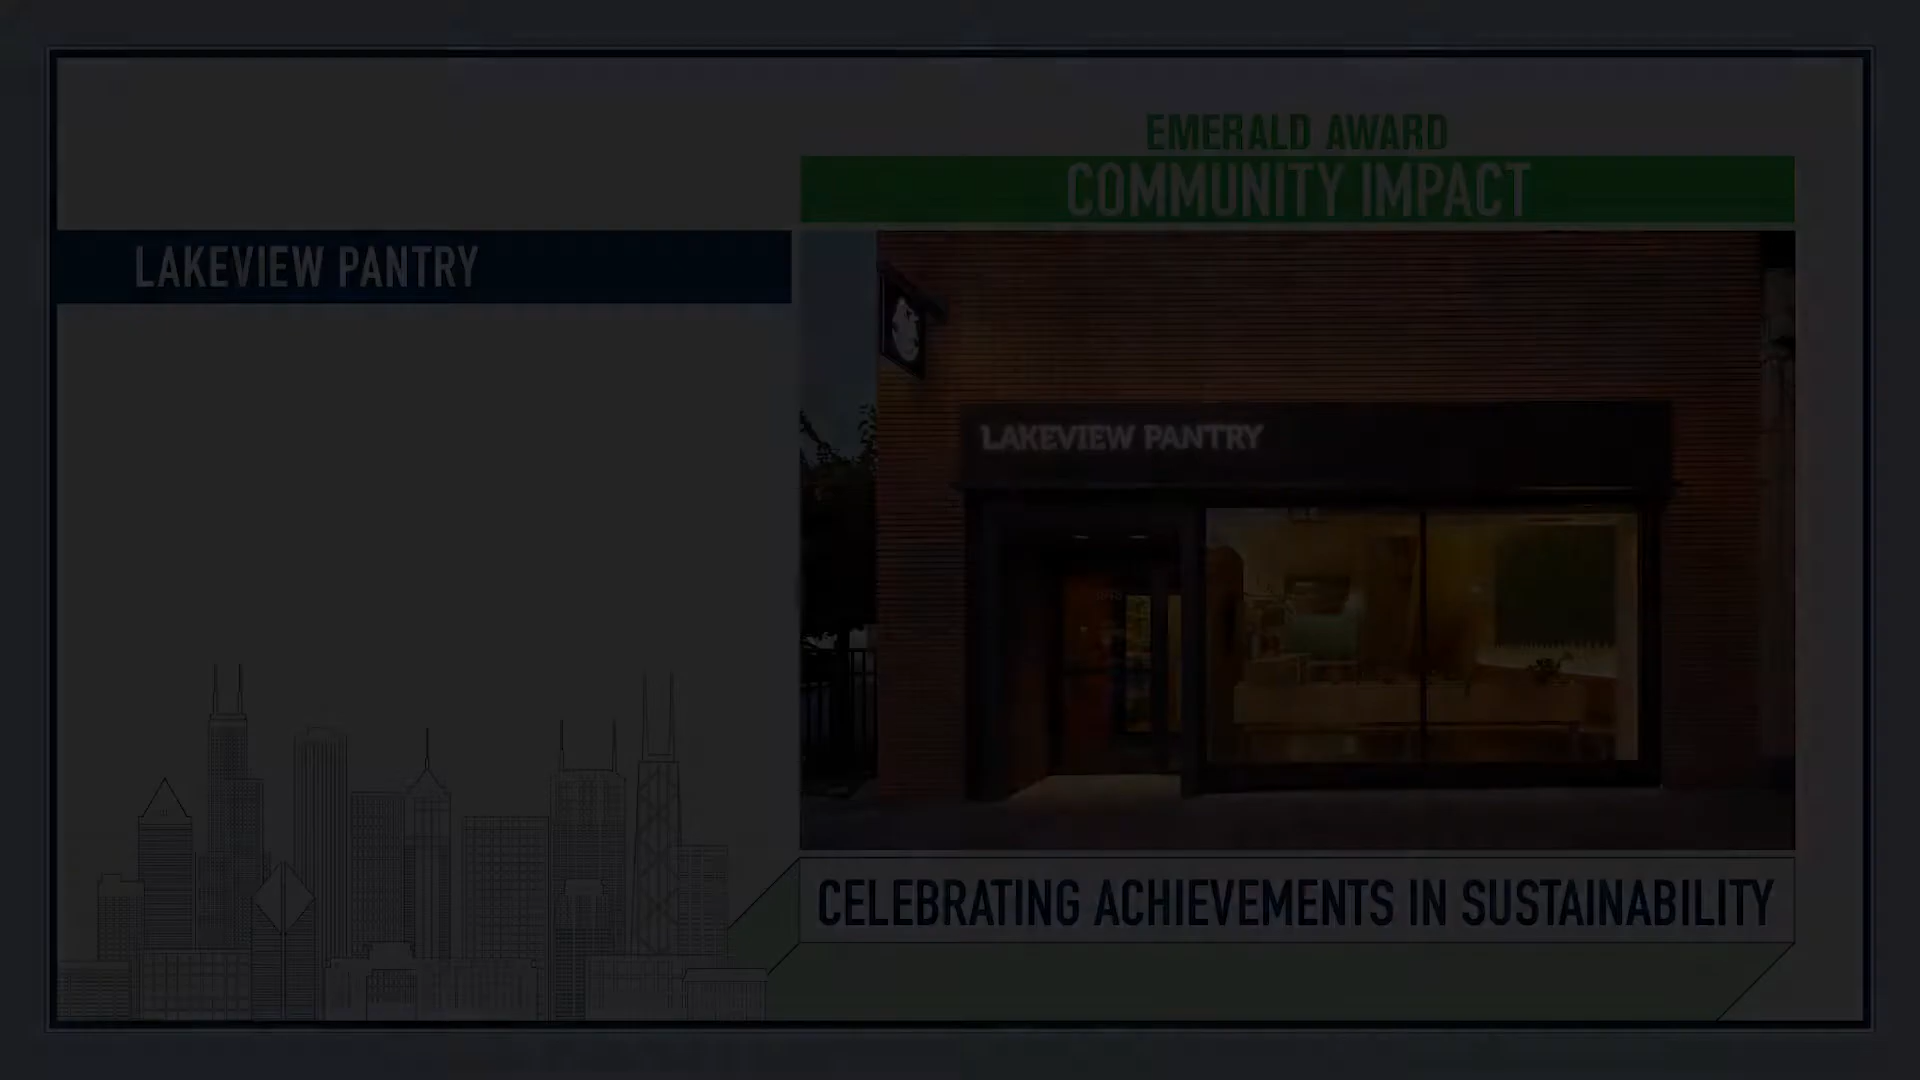 EMERALD AWARD
COMMUNITY IMPACT
LAKEVIEW PANTRY
LAKEVIEW PANTRY
CELEBRATING ACHIEVEMENTS IN SUSTAINABILITY